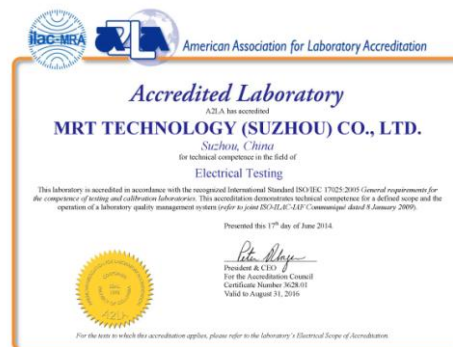 ilac-MRA
A2LA
American Association for Laboratory Accreditation
Accredited Laboratory
A2LA has accredited
MRT TECHNOLOGY (SUZHOU) CO., LTD.
Suzhou, China
for technical competence in the field of
Electrical Testing
This laboratory is accredited in accordance with the recognized International Standard ISO/IEC 17025:2005 General requirements for
the competence of testing and calibration laboratories. This accreditation demonstrates technical competence for a defined scope and the
operation of a laboratory quality management system (refer to joint ISO-ILAC-IAF Communiqué dated 8 January 2009).
Presented this 17th day of June 2014.
President & CEO
For the Accreditation Council
Certificate Number 3628.01
Valid to August 31, 2016
A2LA
For the tests to which this accreditation applies, please refer to the laboratory's Electrical Scope of Accreditation.